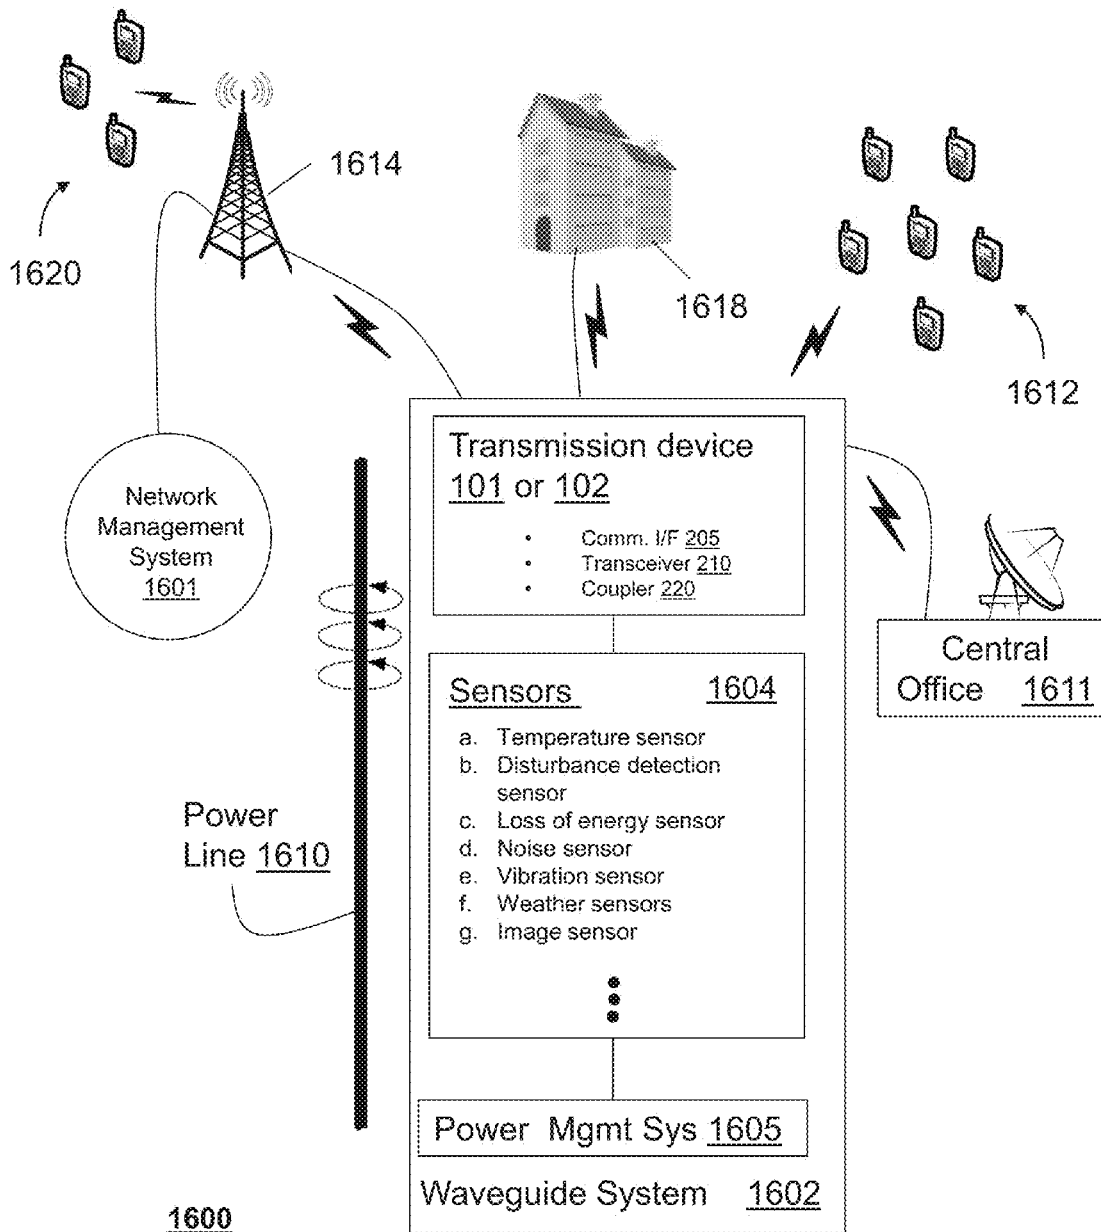 1614
1620
1618
1612
Transmission device
101 or 102
• Comm. I/F 205
• Transceiver 210
• Coupler 220
Network
Management
System
1601
Central
Office 1611
Sensors 1604
a. Temperature sensor
b. Disturbance detection
sensor
c. Loss of energy sensor
d. Noise sensor
e. Vibration sensor
f. Weather sensors
g. Image sensor
Power
Line 1610
Power Mgmt Sys 1605
Waveguide System 1602
1600